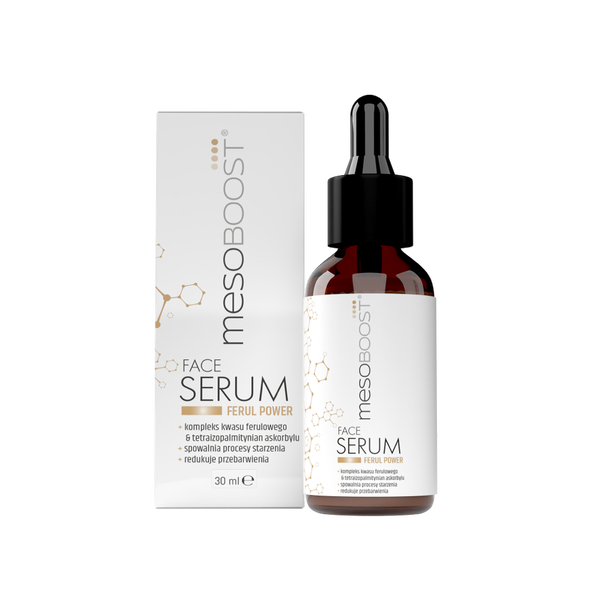 mesoBOOST®
FACE
SERUM
FERUL POWER
+ kompleks kwasu ferulowego
& tetraizopalmitynian askorbylu
+ spowalnia procesy starzenia
+ redukuje przebarwienia
30 ml ℮
mesoBOOST®
FACE
SERUM
FERUL POWER
+ kompleks kwasu ferulowego
& tetraizopalmitynian askorbylu
+ spowalnia procesy starzenia
+ redukuje przebarwienia